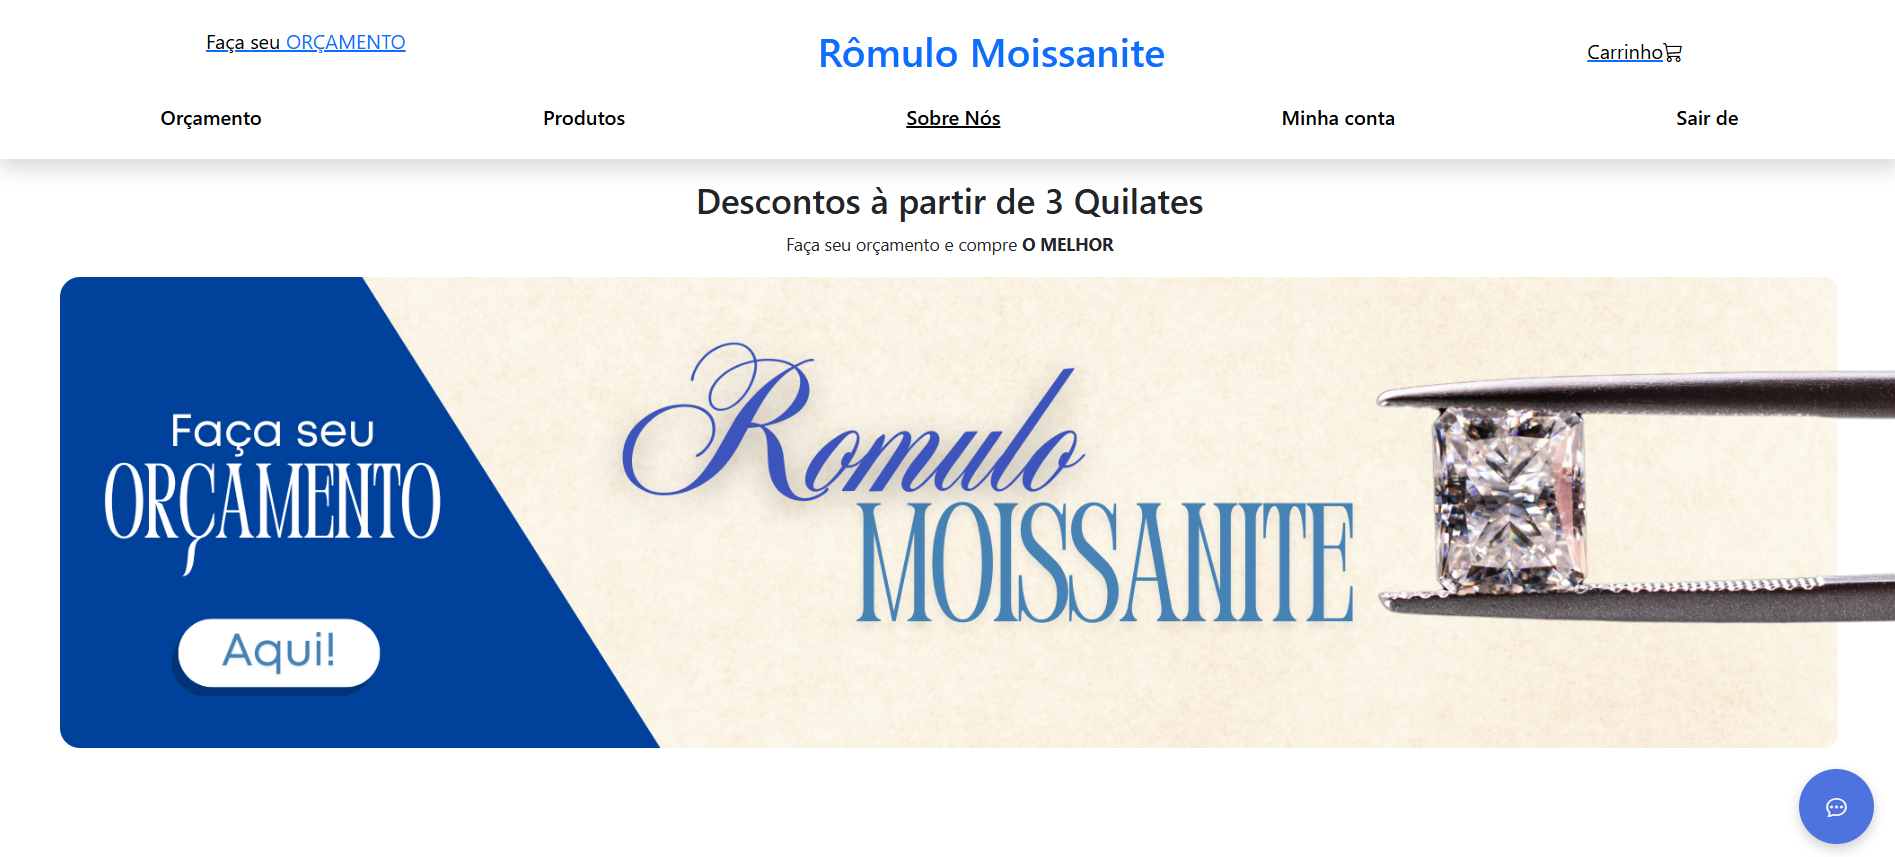 Faça seu ORÇAMENTO
Rômulo Moissanite
Carrinho
Orçamento
Produtos
Sobre Nós
Minha conta
Sair de
Descontos à partir de 3 Quilates
Faça seu orçamento e compre O MELHOR
Faça seu
ORÇAMENTO
Aqui!
Romulo
MOISSANITE